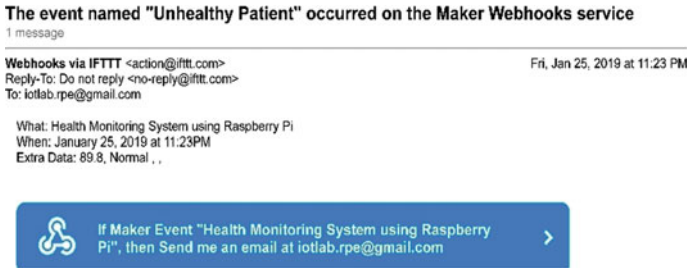 The event named "Unhealthy Patient" occurred on the Maker Webhooks service
1 message
Webhooks via IFTTT <action@ifttt.com>
Fri, Jan 25, 2019 at 11:23 PM
Reply-To: Do not reply <no-reply@ifttt.com>
To: iotlab.rpe@gmail.com
What: Health Monitoring System using Raspberry Pi
When: January 25, 2019 at 11:23PM
Extra Data: 89.8, Normal , ,
If Maker Event "Health Monitoring System using Raspberry
Pi", then Send me an email at iotlab.rpe@gmail.com